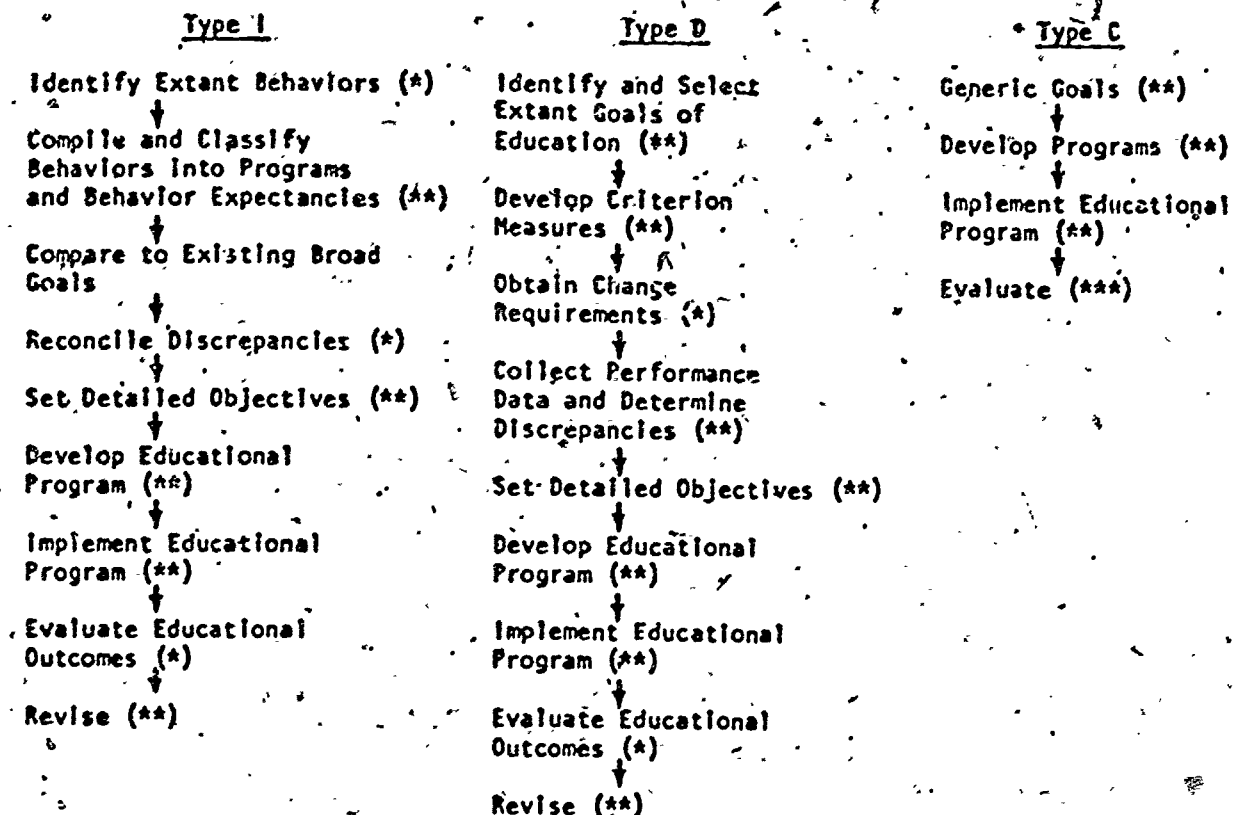 Type I
Identify Extant Behaviors (*)
Compile and Classify
Behaviors into Programs
and Behavior Expectancies (**)
Compare to Existing Broad
Goals
Reconcile Discrepancies (*)
Set Detailed Objectives (**)
Develop Educational
Program (**)
Implement Educational
Program (**)
Evaluate Educational
Outcomes (*)
Revise (**)
Type D
Identify and Select
Extant Goals of
Education (**)
Develop Criterion
Measures (**)
Obtain Change
Requirements (*)
Collect Performance
Data and Determine
Discrepancies (**)
Set Detailed Objectives (**)
Develop Educational
Program (**)
Implement Educational
Program (**)
Evaluate Educational
Outcomes (*)
Revise (**)
Type C
Generic Goals (**)
Develop Programs (**)
Implement Educational
Program (**)
Evaluate (***)